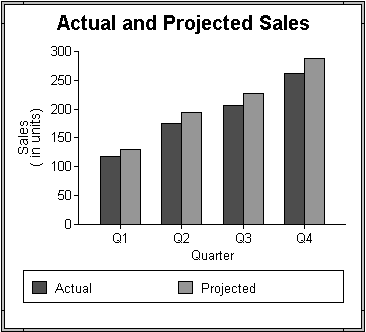 Actual and Projected Sales
300
250
200
150
100
50
0
Sales
( in units)
Q1 Q2 Q3 Q4
Quarter
Actual Projected